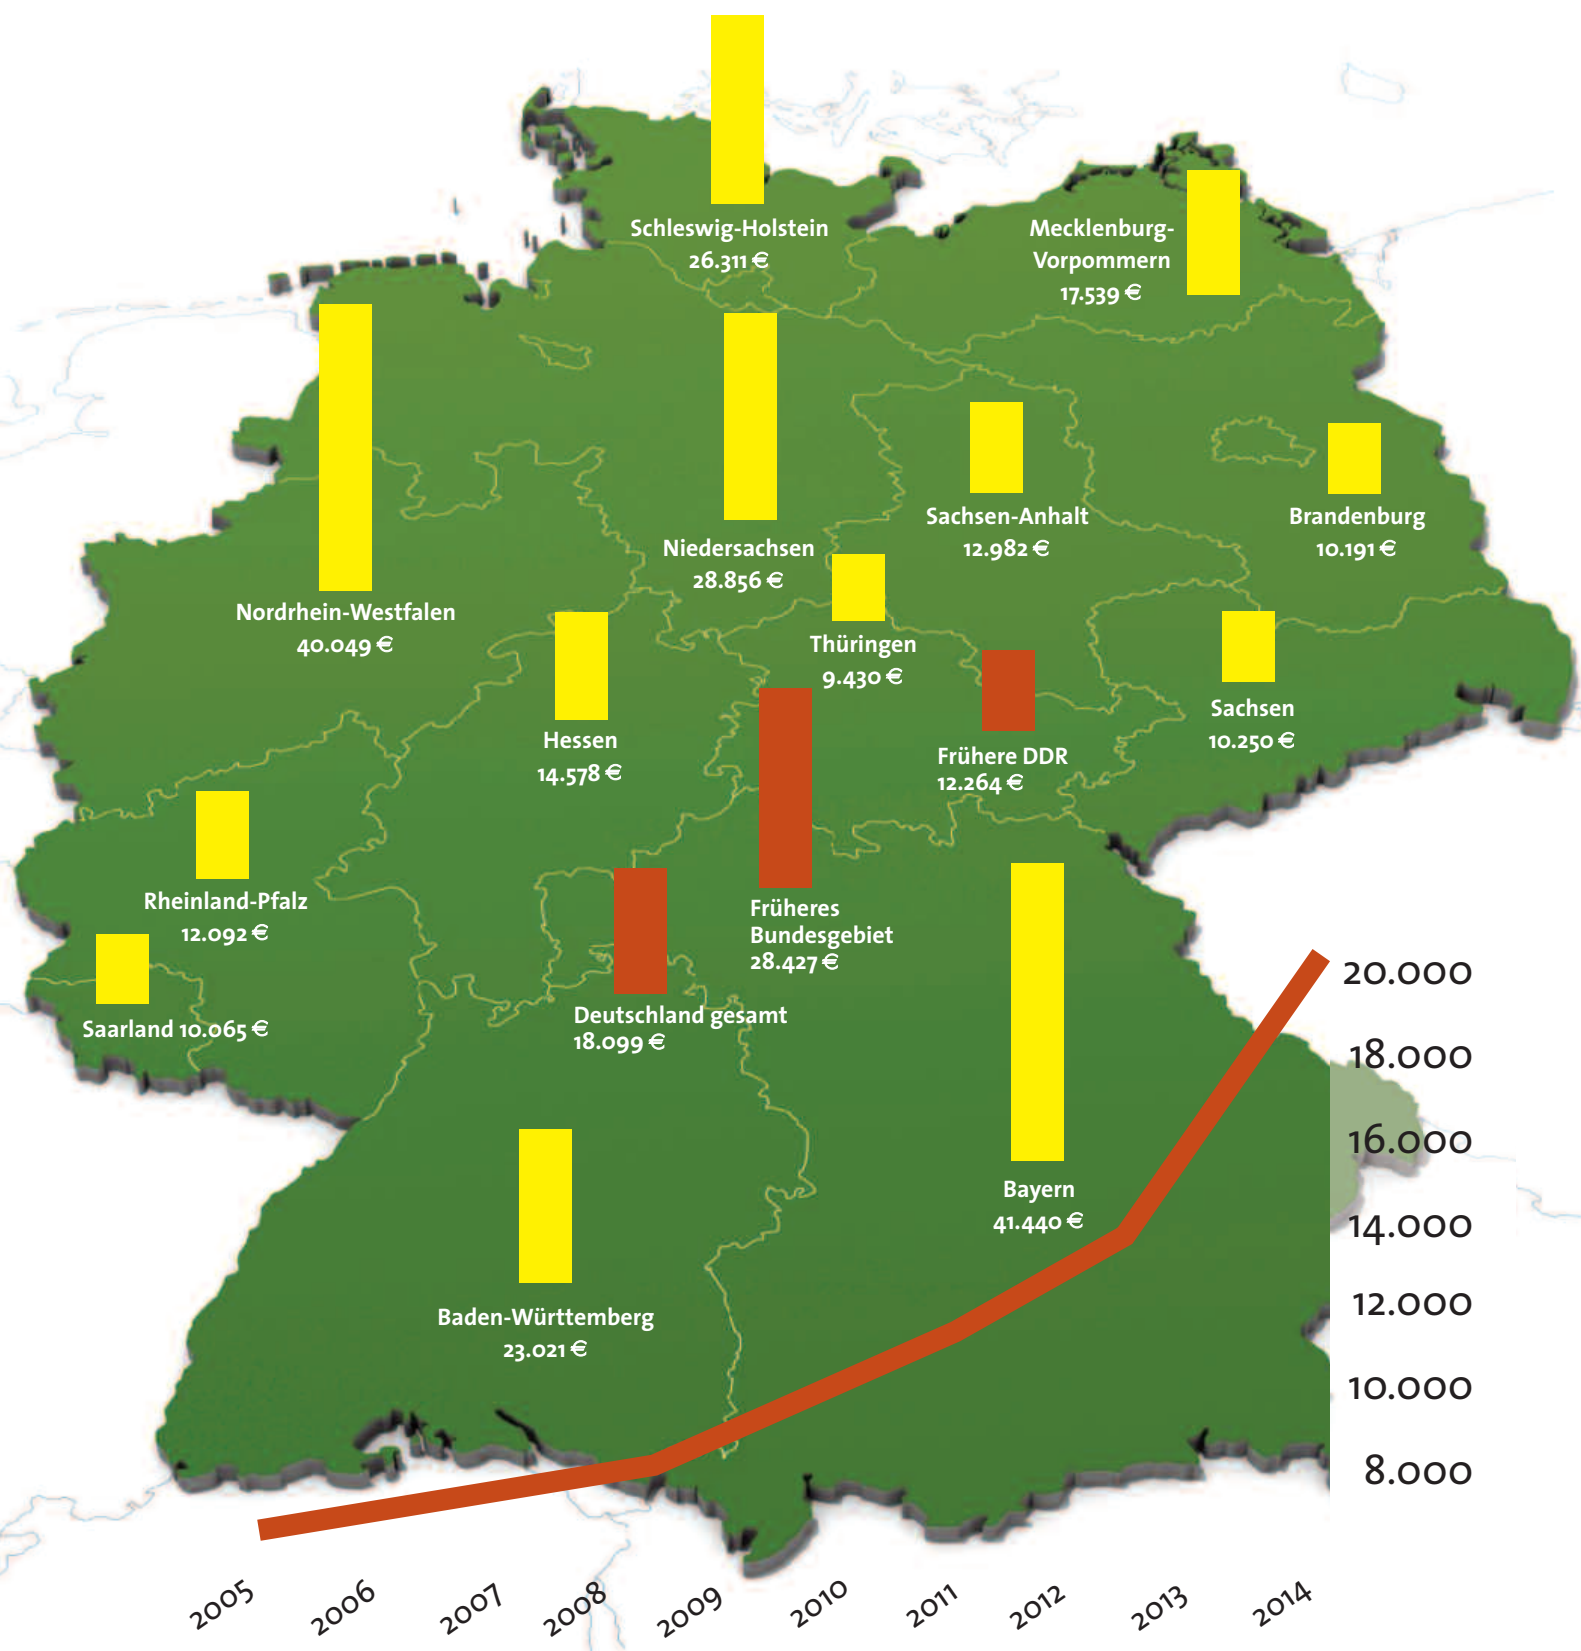 Schleswig-Holstein
26.311 €
Mecklenburg-
Vorpommern
17.539 €
Nordrhein-Westfalen
40.049 €
Niedersachsen
28.856 €
Sachsen-Anhalt
12.982 €
Brandenburg
10.191 €
Hessen
14.578 €
Thüringen
9.430 €
Sachsen
10.250 €
Frühere DDR
12.264 €
Rheinland-Pfalz
12.092 €
Früheres
Bundesgebiet
28.427 €
Saarland 10.065 €
Deutschland gesamt
18.099 €
Bayern
41.440 €
Baden-Württemberg
23.021 €
20.000
18.000
16.000
14.000
12.000
10.000
8.000
2005 2006 2007 2008 2009 2010 2011 2012 2013 2014